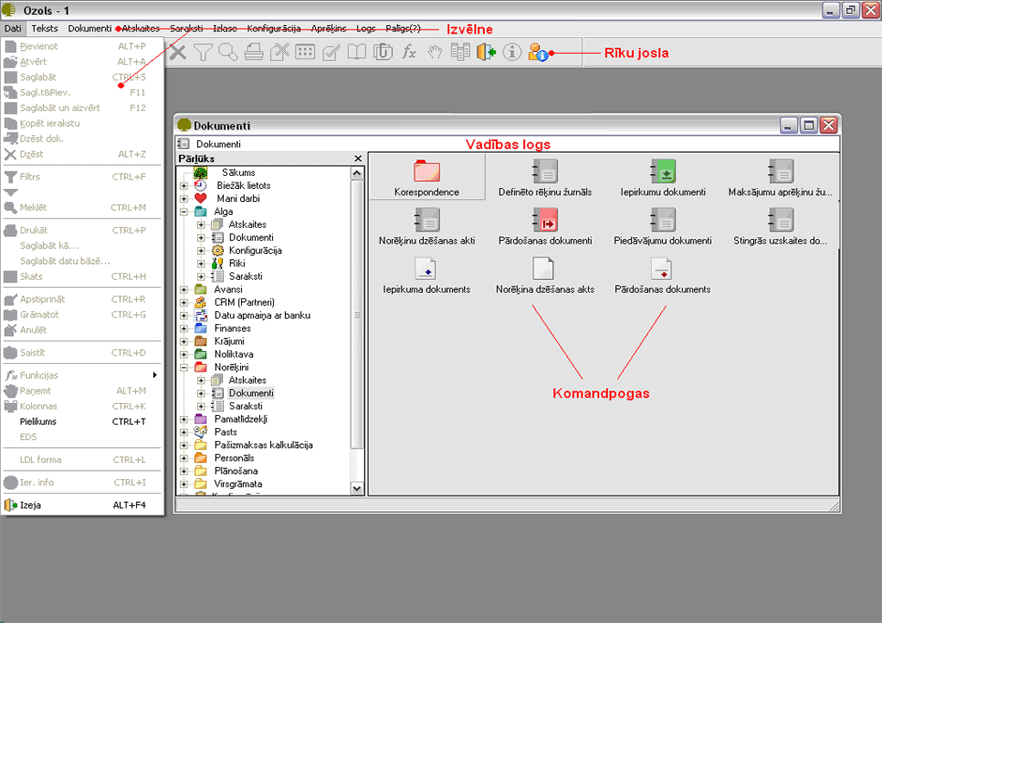 Ozols - 1
Dati Teksts Dokumenti Atskaites Saraksti Izlase Konfigurācija Aprēķins Logs Palīgs(?)
Izvēlne
Rīku josla
Pievienot ALT+P
Atvērt ALT+A
Saglabāt CTRL+S
Sagl.t&Piev. F11
Saglabāt un aizvērt F12
Kopēt ierakstu
Dzēst dok.
Dzēst ALT+Z
Filtrs CTRL+F
Meklēt CTRL+M
Drukāt CTRL+P
Saglabāt kā...
Saglabāt datu bāzē...
Skats CTRL+H
Apstiprināt CTRL+R
Grāmatot CTRL+G
Anulēt
Saistīt CTRL+D
Funkcijas
Paņemt ALT+M
Kolonnas CTRL+K
Pielikums CTRL+T
EDS
LDL forma CTRL+L
Ier. info CTRL+I
Izeja ALT+F4
Dokumenti
Dokumenti
Vadības logs
Pārlūks
Sākums
Biežāk lietots
Mani darbi
Alga
Atskaites
Dokumenti
Konfigurācija
Rīki
Saraksti
Avansi
CRM (Partneri)
Datu apmaiņa ar banku
Finanses
Krājumi
Noliktava
Norēķini
Atskaites
Dokumenti
Saraksti
Pamatlīdzekļi
Pasts
Pašizmaksas kalkulācija
Personāls
Plānošana
Virsgrāmata
Korespondence
Definēto rēķinu žurnāls
Iepirkumu dokumenti
Maksājumu aprēķinu žu...
Norēķinu dzēšanas akti
Pārdošanas dokumenti
Piedāvājumu dokumenti
Stingrās uzskaites do...
Iepirkuma dokuments
Norēķina dzēšanas akts
Pārdošanas dokuments
Komandpogas